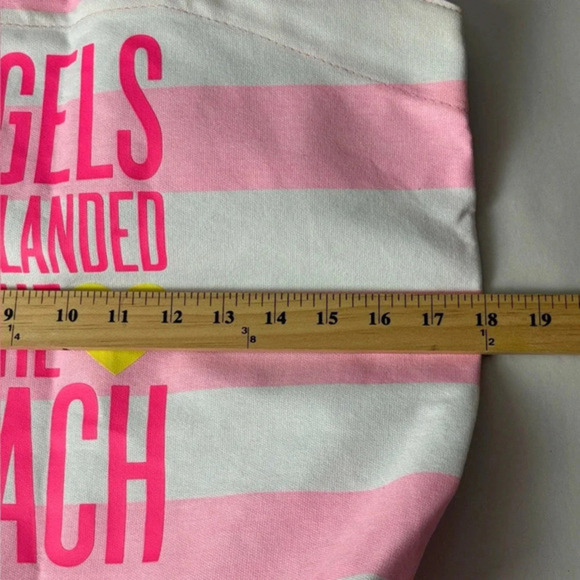 GELS
LANDED
9 10 11 12 13 14 15 16 17 18 19
1/4 3/8 1/2
HE
ACH